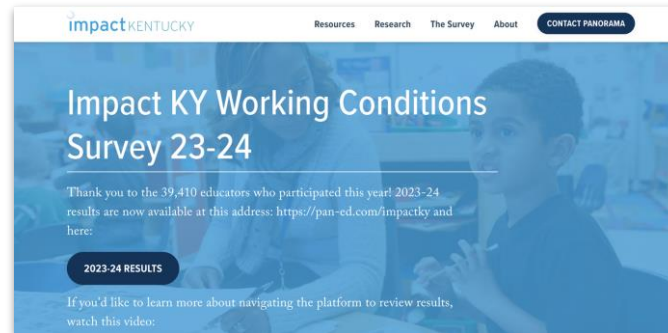 impact KENTUCKY
Resources Research The Survey About CONTACT PANORAMA
Impact KY Working Conditions
Survey 23-24
Thank you to the 39,410 educators who participated this year! 2023-24
results are now available at this address: https://pan-ed.com/impactky and
here:
2023-24 RESULTS
If you'd like to learn more about navigating the platform to review results,
watch this video: